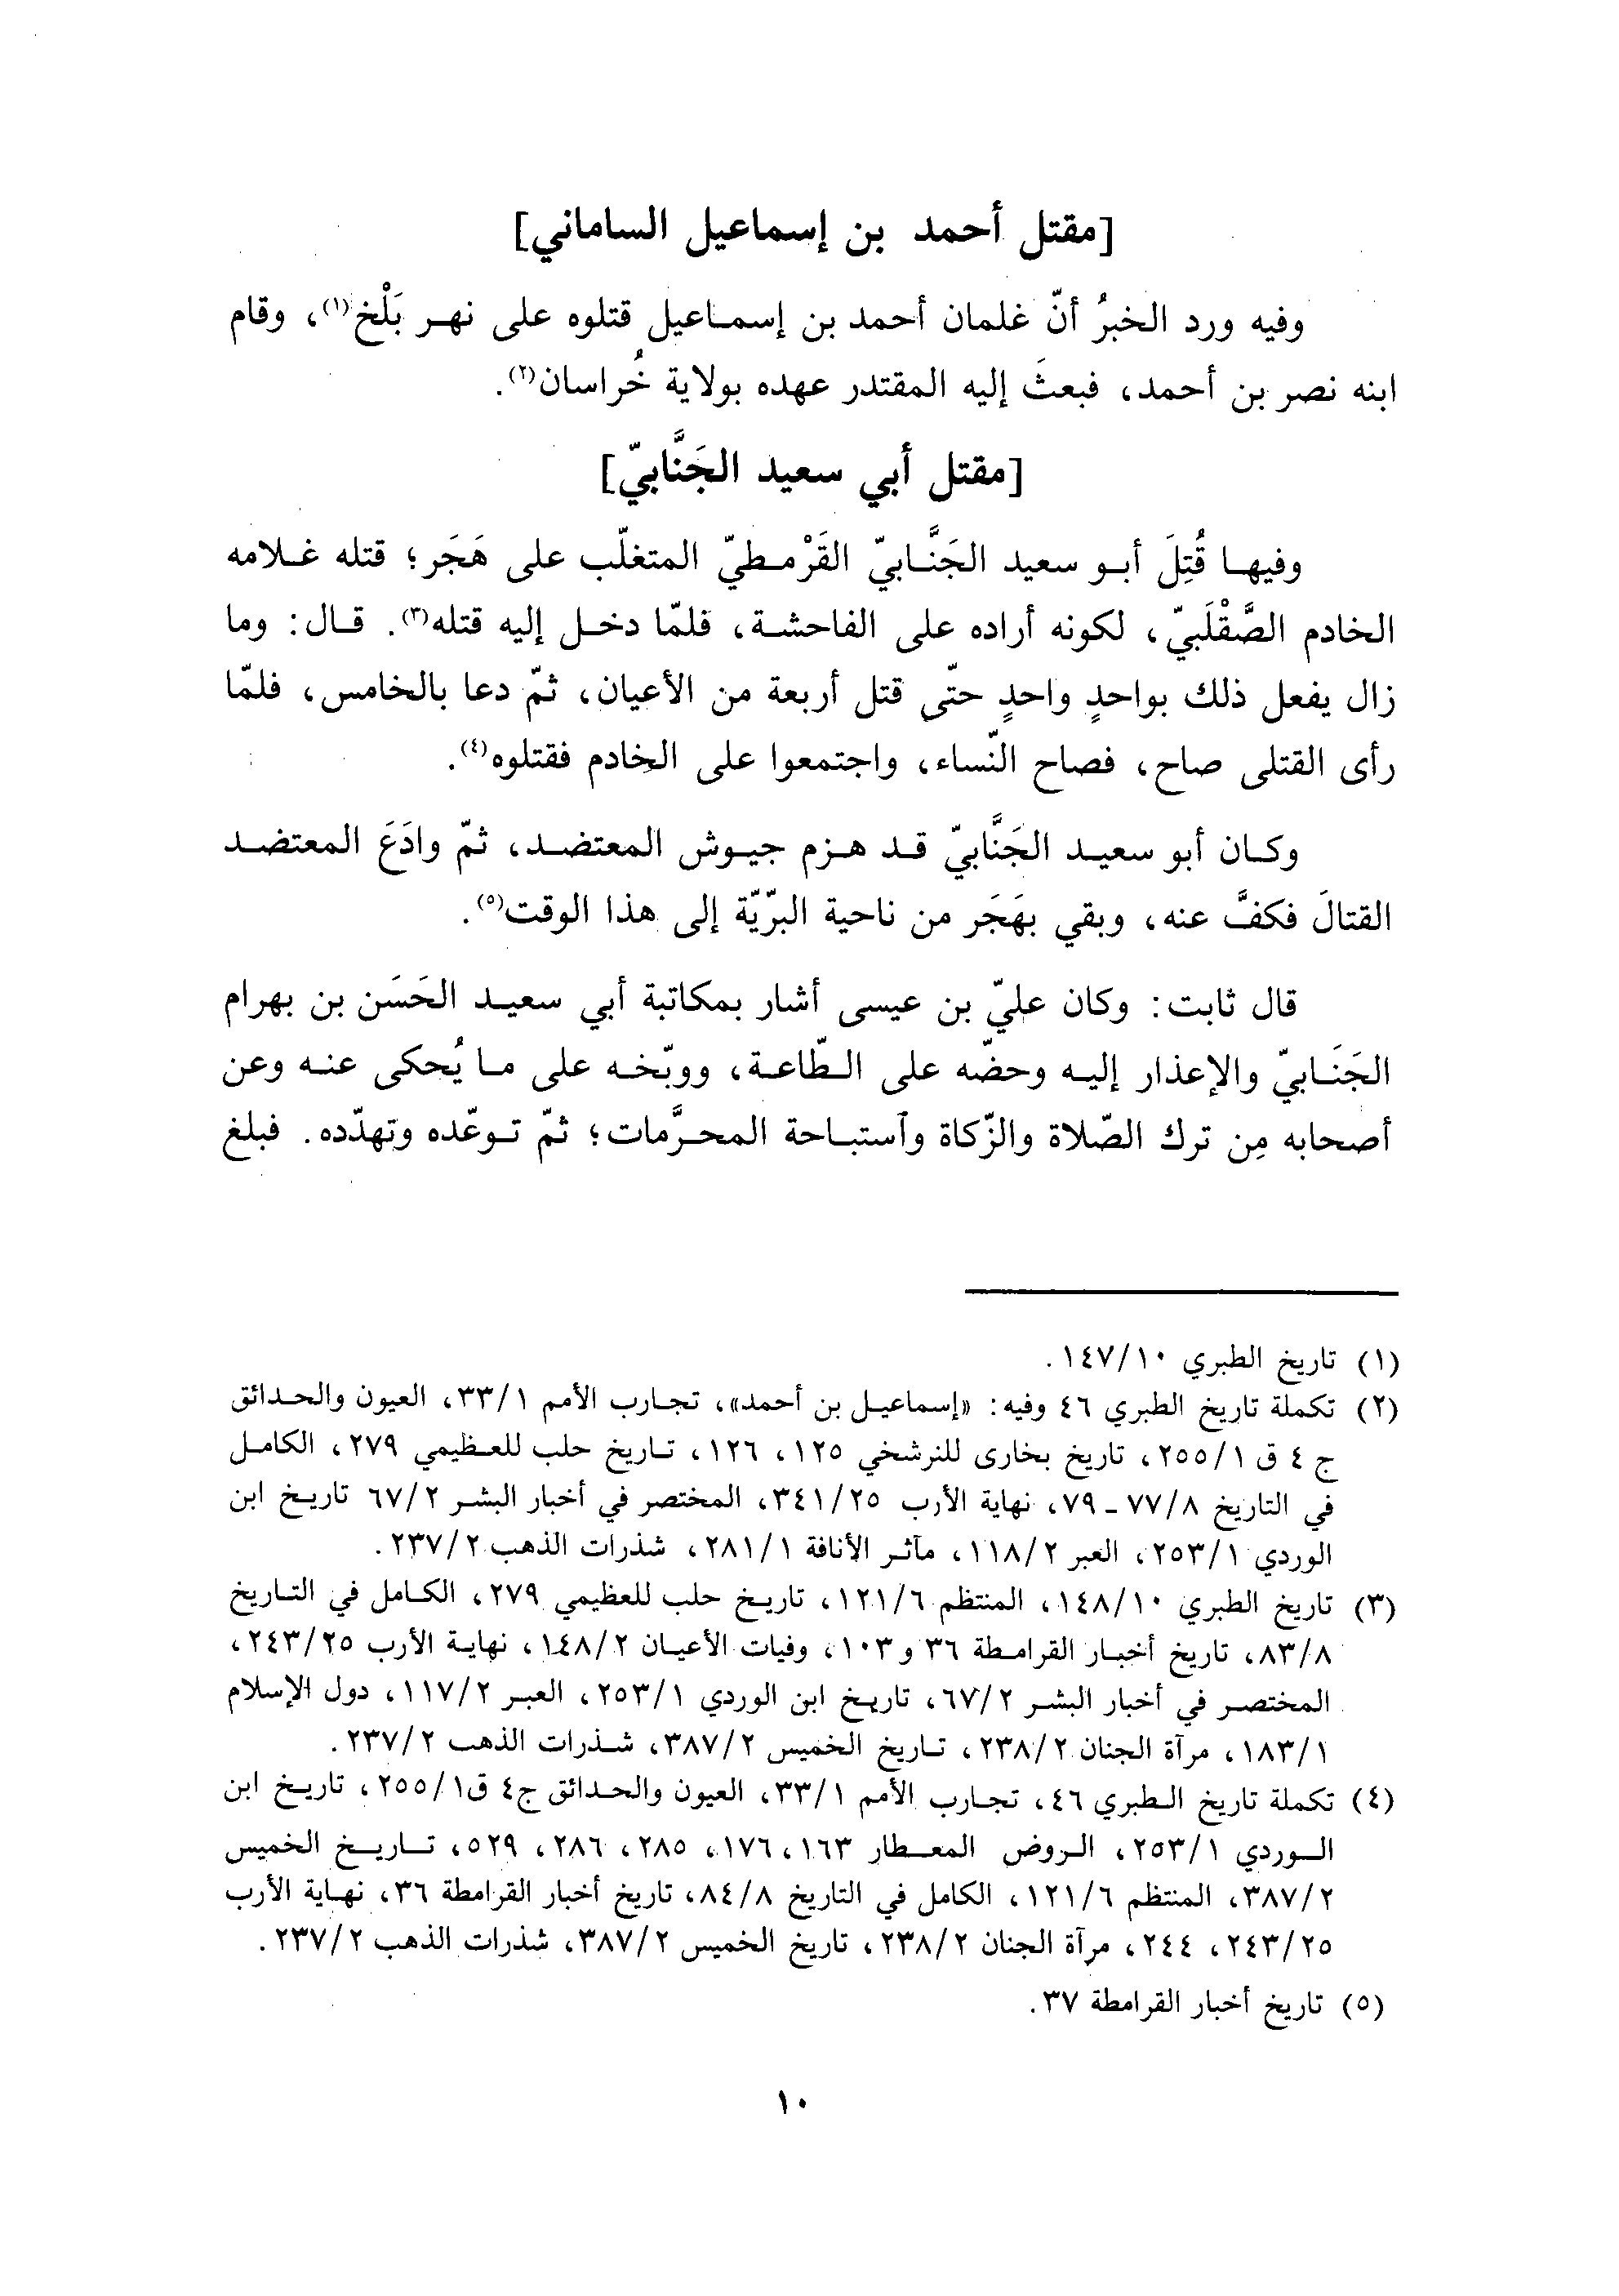 [مقتل أحمد بن إسماعيل الساماني]
وفيه ورد الخبرُ أنّ غلمان أحمد بن إسماعيل قتلوه على نهر بَلْخ(١)، وقام
ابنه نصر بن أحمد، فبعثَ إليه المقتدر عهده بولاية خُراسان(٢).
[مقتل أبي سعيد الجَنَّابيّ]
وفيها قُتِلَ أبو سعيد الجَنَّابيّ القَرْمطيّ المتغلّب على هَجَر؛ قتله غلامه
الخادم الصَّقْلَبيّ، لكونه أراده على الفاحشة، فلمّا دخل إليه قتله(٣). قال: وما
زال يفعل ذلك بواحدٍ واحدٍ حتّى قتل أربعة من الأعيان، ثمّ دعا بالخامس، فلمّا
رأى القتلى صاح، فصاح النّساء، واجتمعوا على الخادم فقتلوه(٤).
وكان أبو سعيد الجَنَّابيّ قد هزم جيوش المعتضد، ثمّ وادَعَ المعتضد
القتالَ فكفَّ عنه، وبقي بهَجَر من ناحية البرّيّة إلى هذا الوقت(٥).
قال ثابت: وكان عليّ بن عيسى أشار بمكاتبة أبي سعيد الحَسَن بن بهرام
الجَنَابيّ والإعذار إليه وحضّه على الطّاعة، ووبّخه على ما يُحكى عنه وعن
أصحابه مِن ترك الصّلاة والزّكاة وآستباحة المحرَّمات؛ ثمّ توعّده وتهدّده. فبلغ
(١) تاريخ الطبري ١٤٧/١٠.
(٢) تكملة تاريخ الطبري ٤٦ وفيه: «إسماعيل بن أحمد»، تجارب الأمم ٣٣/١، العيون والحدائق
ج ٤ ق ٢٥٥/١، تاريخ بخارى للنرشخي ١٢٥، ١٢٦، تاريخ حلب للعظيمي ٢٧٩، الكامل
في التاريخ ٧٧/٨ - ٧٩، نهاية الأرب ٣٤١/٢٥، المختصر في أخبار البشر ٦٧/٢ تاريخ ابن
الوردي ٢٥٣/١، العبر ١١٨/٢، مآثر الأنافة ٢٨١/١، شذرات الذهب ٢٣٧/٢.
(٣) تاريخ الطبري ١٤٨/١٠، المنتظم ١٢١/٦، تاريخ حلب للعظيمي ٢٧٩، الكامل في التاريخ
٨٣/٨، تاريخ أخبار القرامطة ٣٦ و١٠٣، وفيات الأعيان ١٤٨/٢، نهاية الأرب ٢٤٣/٢٥،
المختصر في أخبار البشر ٦٧/٢، تاريخ ابن الوردي ٢٥٣/١، العبر ١١٧/٢، دول الإسلام
١٨٣/١، مرآة الجنان ٢٣٨/٢، تاريخ الخميس ٣٨٧/٢، شذرات الذهب ٢٣٧/٢.
(٤) تكملة تاريخ الطبري ٤٦، تجارب الأمم ٣٣/١، العيون والحدائق ج٤ ق٢٥٥/١، تاريخ ابن
الوردي ٢٥٣/١، الروض المعطار ١٦٣، ١٧٦، ٢٨٥، ٢٨٦، ٥٢٩، تاريخ الخميس
٣٨٧/٢، المنتظم ١٢١/٦، الكامل في التاريخ ٨٤/٨، تاريخ أخبار القرامطة ٣٦، نهاية الأرب
٢٤٣/٢٥، ٢٤٤، مرآة الجنان ٢٣٨/٢، تاريخ الخميس ٣٨٧/٢، شذرات الذهب ٢٣٧/٢.
(٥) تاريخ أخبار القرامطة ٣٧.
١٠